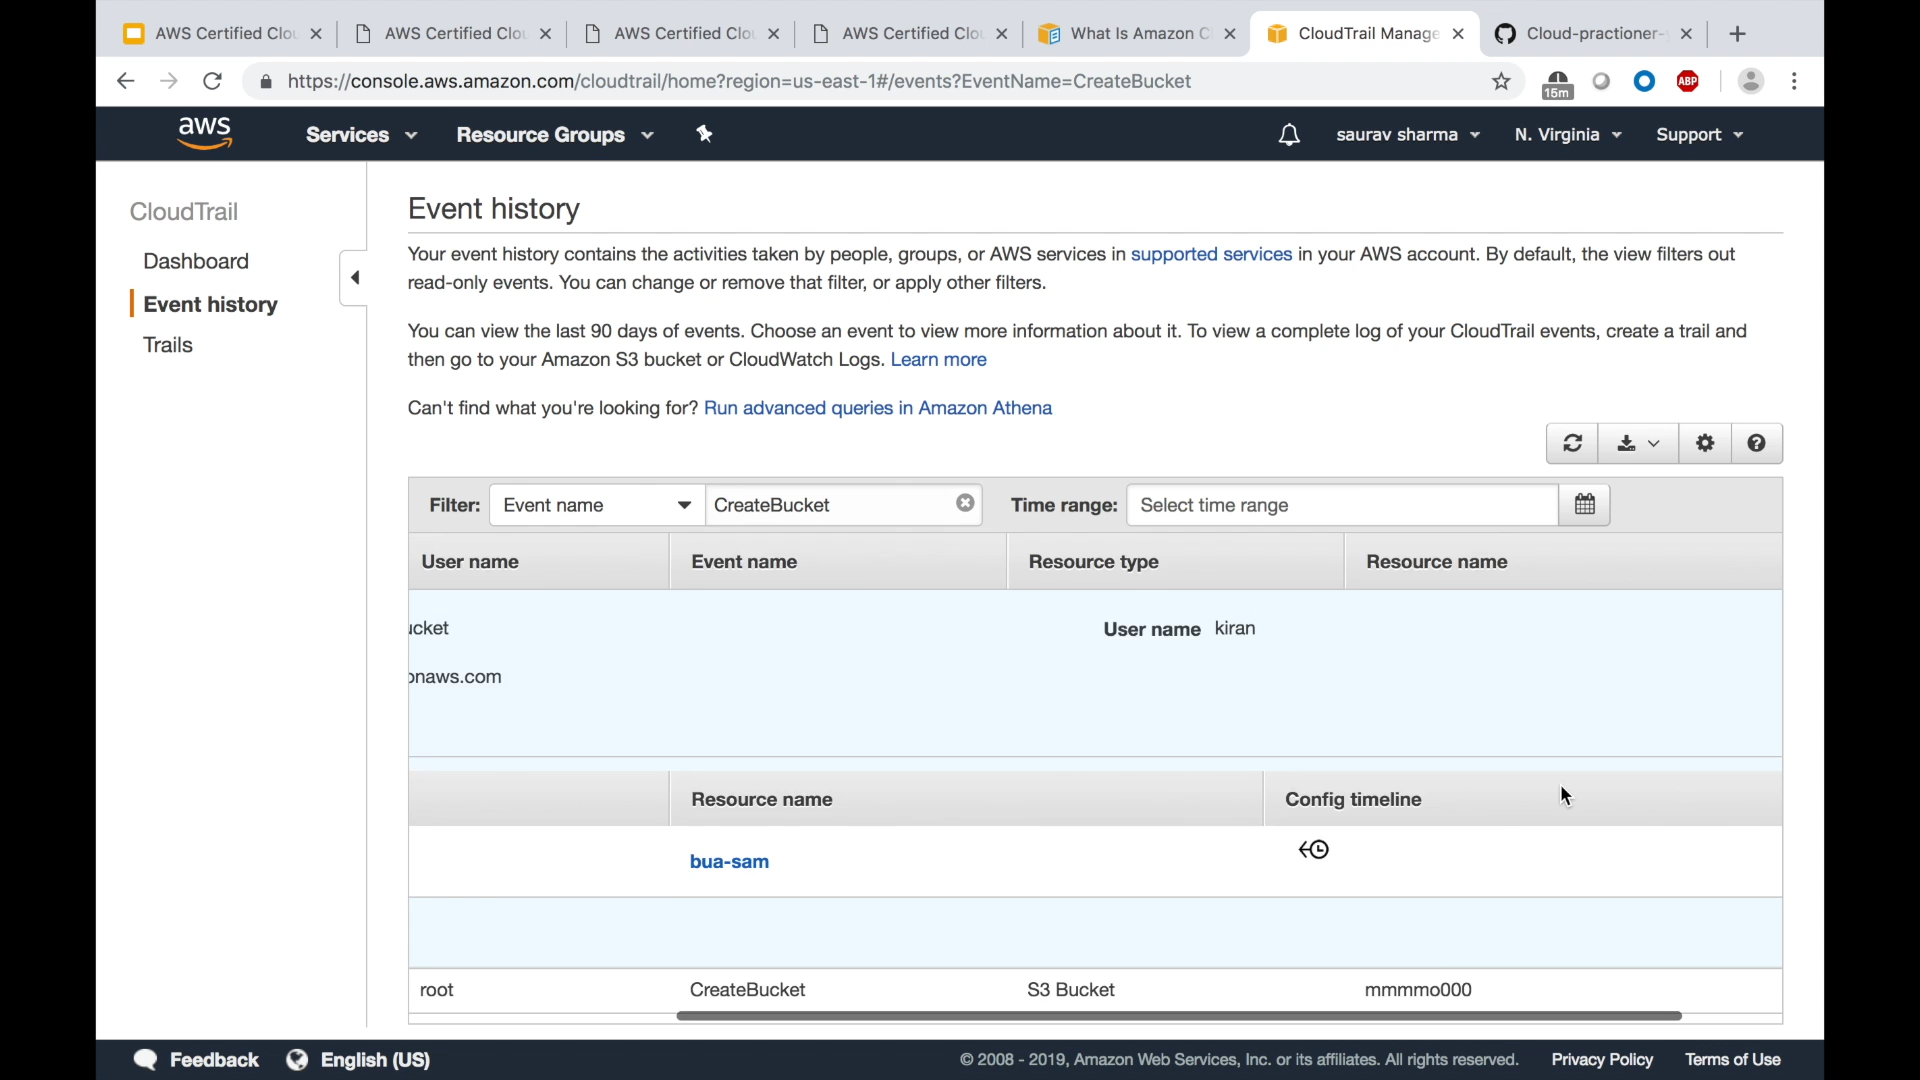 AWS Certified Clo
AWS Certified Clo
AWS Certified Clo
AWS Certified Clo
What Is Amazon C
CloudTrail Manage
Cloud-practioner-
https://console.aws.amazon.com/cloudtrail/home?region=us-east-1#/events?EventName=CreateBucket
15m
ABP
aws
Services
Resource Groups
saurav sharma
N. Virginia
Support
CloudTrail
Dashboard
Event history
Trails
Event history
Your event history contains the activities taken by people, groups, or AWS services in supported services in your AWS account. By default, the view filters out
read-only events. You can change or remove that filter, or apply other filters.
You can view the last 90 days of events. Choose an event to view more information about it. To view a complete log of your CloudTrail events, create a trail and
then go to your Amazon S3 bucket or CloudWatch Logs. Learn more
Can't find what you're looking for? Run advanced queries in Amazon Athena
Filter: Event name CreateBucket Time range: Select time range
User name Event name Resource type Resource name
ucket User name kiran
onaws.com
Resource name Config timeline
bua-sam
root CreateBucket S3 Bucket mmmmo000
Feedback English (US) © 2008 - 2019, Amazon Web Services, Inc. or its affiliates. All rights reserved. Privacy Policy Terms of Use